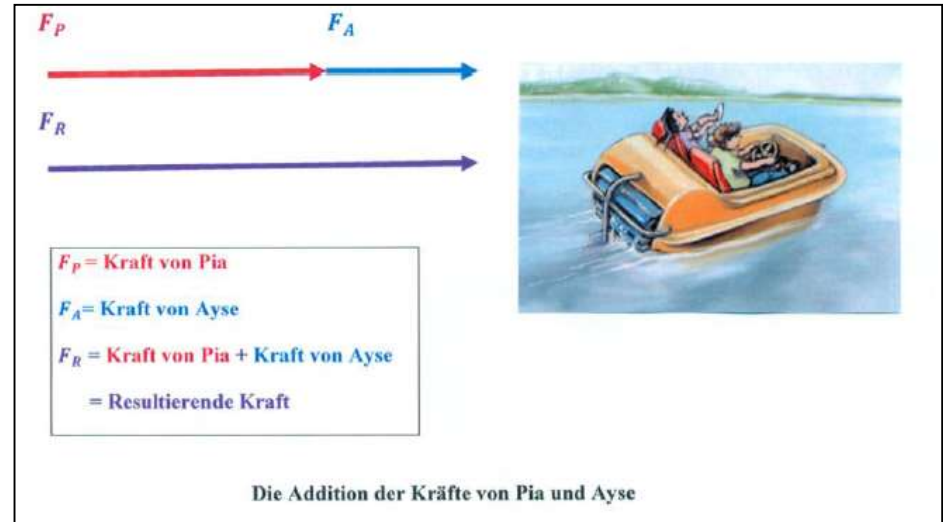 F_P F_A
F_R
F_P = Kraft von Pia
F_A= Kraft von Ayse
F_R = Kraft von Pia + Kraft von Ayse
= Resultierende Kraft
Die Addition der Kräfte von Pia und Ayse